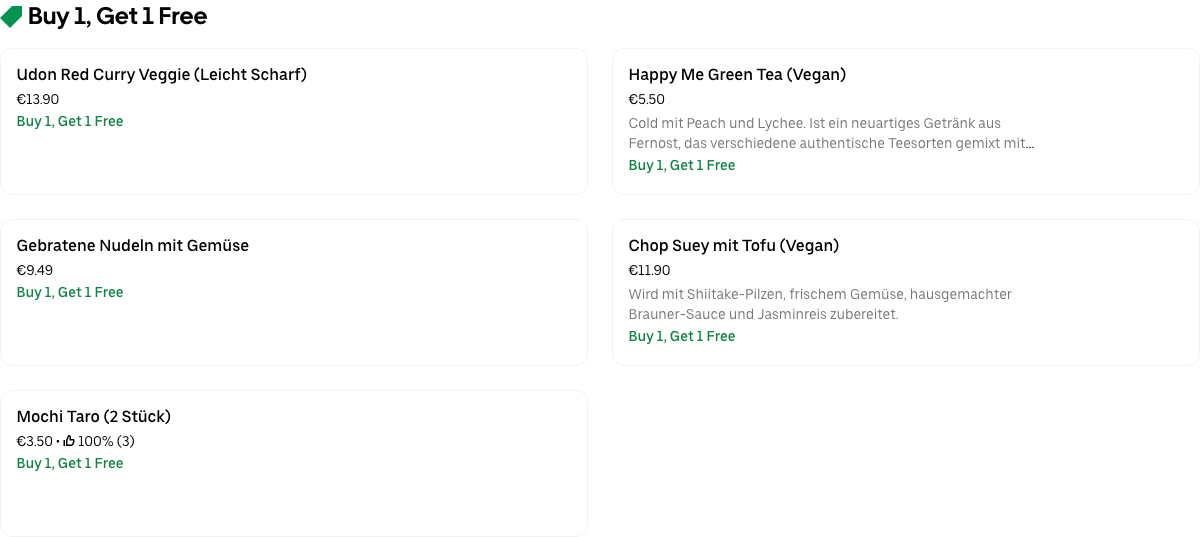 Buy 1, Get 1 Free
Udon Red Curry Veggie (Leicht Scharf)
€13.90
Buy 1, Get 1 Free
Happy Me Green Tea (Vegan)
€5.50
Cold mit Peach und Lychee. Ist ein neuartiges Getränk aus
Fernost, das verschiedene authentische Teesorten gemixt mit...
Buy 1, Get 1 Free
Gebratene Nudeln mit Gemüse
€9.49
Buy 1, Get 1 Free
Chop Suey mit Tofu (Vegan)
€11.90
Wird mit Shiitake-Pilzen, frischem Gemüse, hausgemachter
Brauner-Sauce und Jasminreis zubereitet.
Buy 1, Get 1 Free
Mochi Taro (2 Stück)
€3.50 • 100% (3)
Buy 1, Get 1 Free